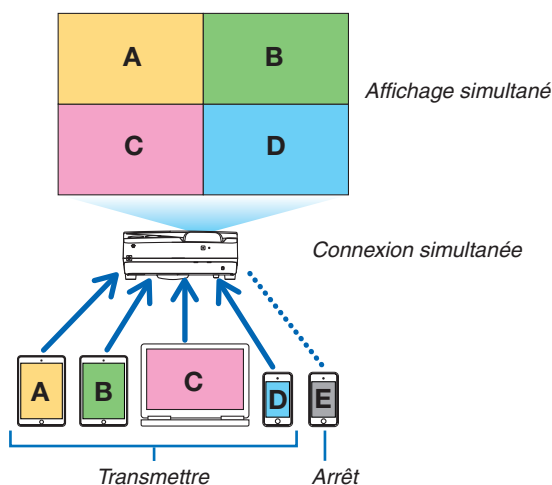 A
B
Affichage simultané
C
D
Connexion simultanée
A
B
C
D
E
Transmettre
Arrêt